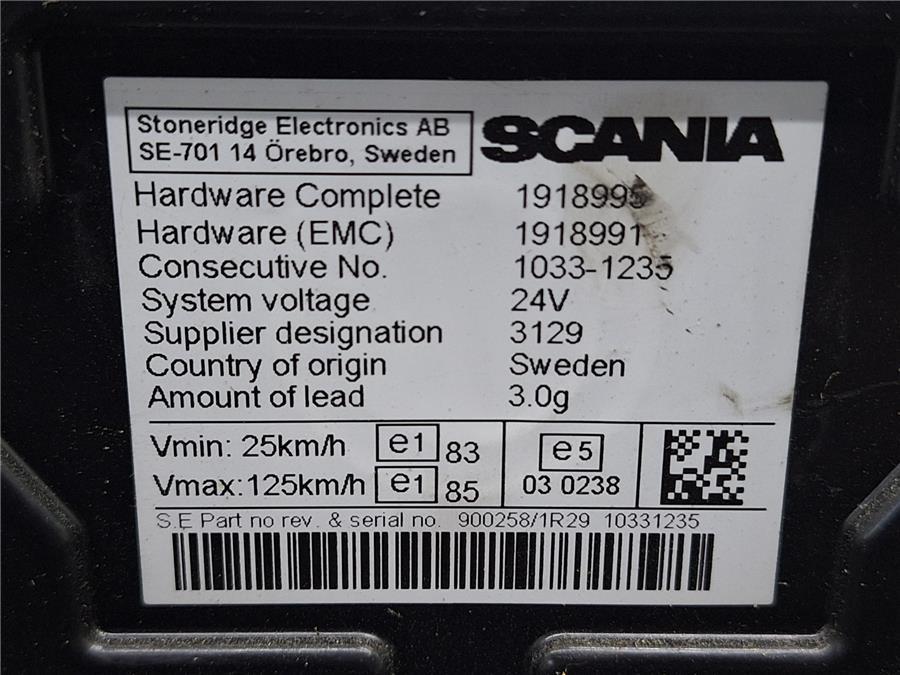 Stoneridge Electronics AB
SE-701 14 Örebro, Sweden
SCANIA
Hardware Complete 1918995
Hardware (EMC) 1918991
Consecutive No. 1033-1235
System voltage 24V
Supplier designation 3129
Country of origin Sweden
Amount of lead 3.0g
Vmin: 25km/h e1 83
Vmax:125km/h e1 85
e5
03 0238
S.E Part no rev. & serial no. 900258/1R29 10331235